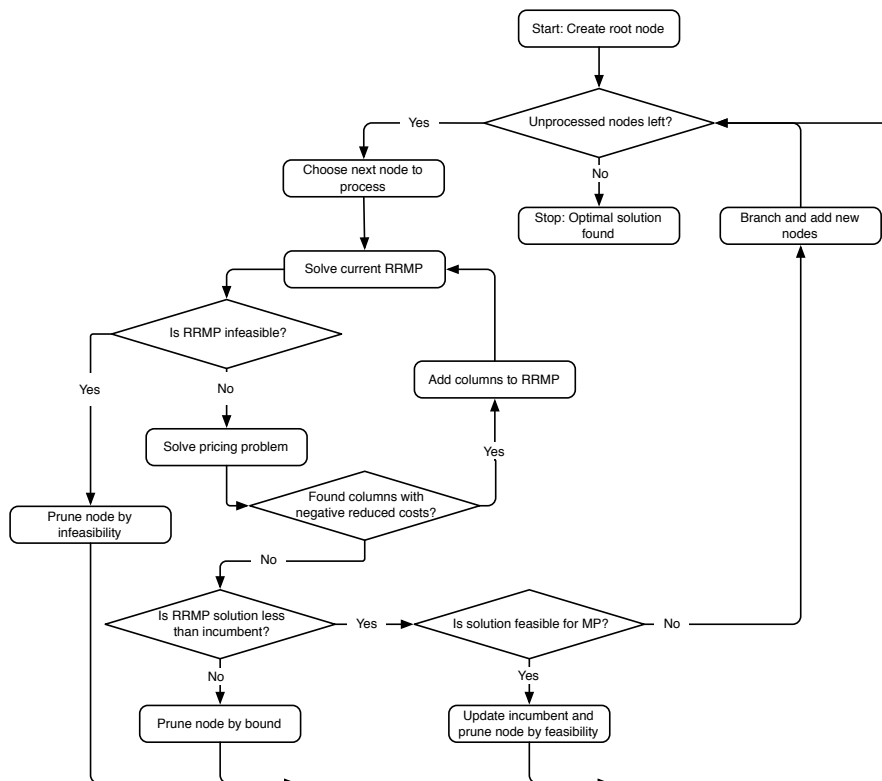 Start: Create root node
Unprocessed nodes left?
Yes
No
Choose next node to
process
Stop: Optimal solution
found
Branch and add new
nodes
Solve current RRMP
Is RRMP infeasible?
Yes
No
Add columns to RRMP
Solve pricing problem
Yes
Found columns with
negative reduced costs?
Prune node by
infeasibility
No
Is RRMP solution less
than incumbent?
Yes
Is solution feasible for MP?
No
No
Yes
Prune node by bound
Update incumbent and
prune node by feasibility